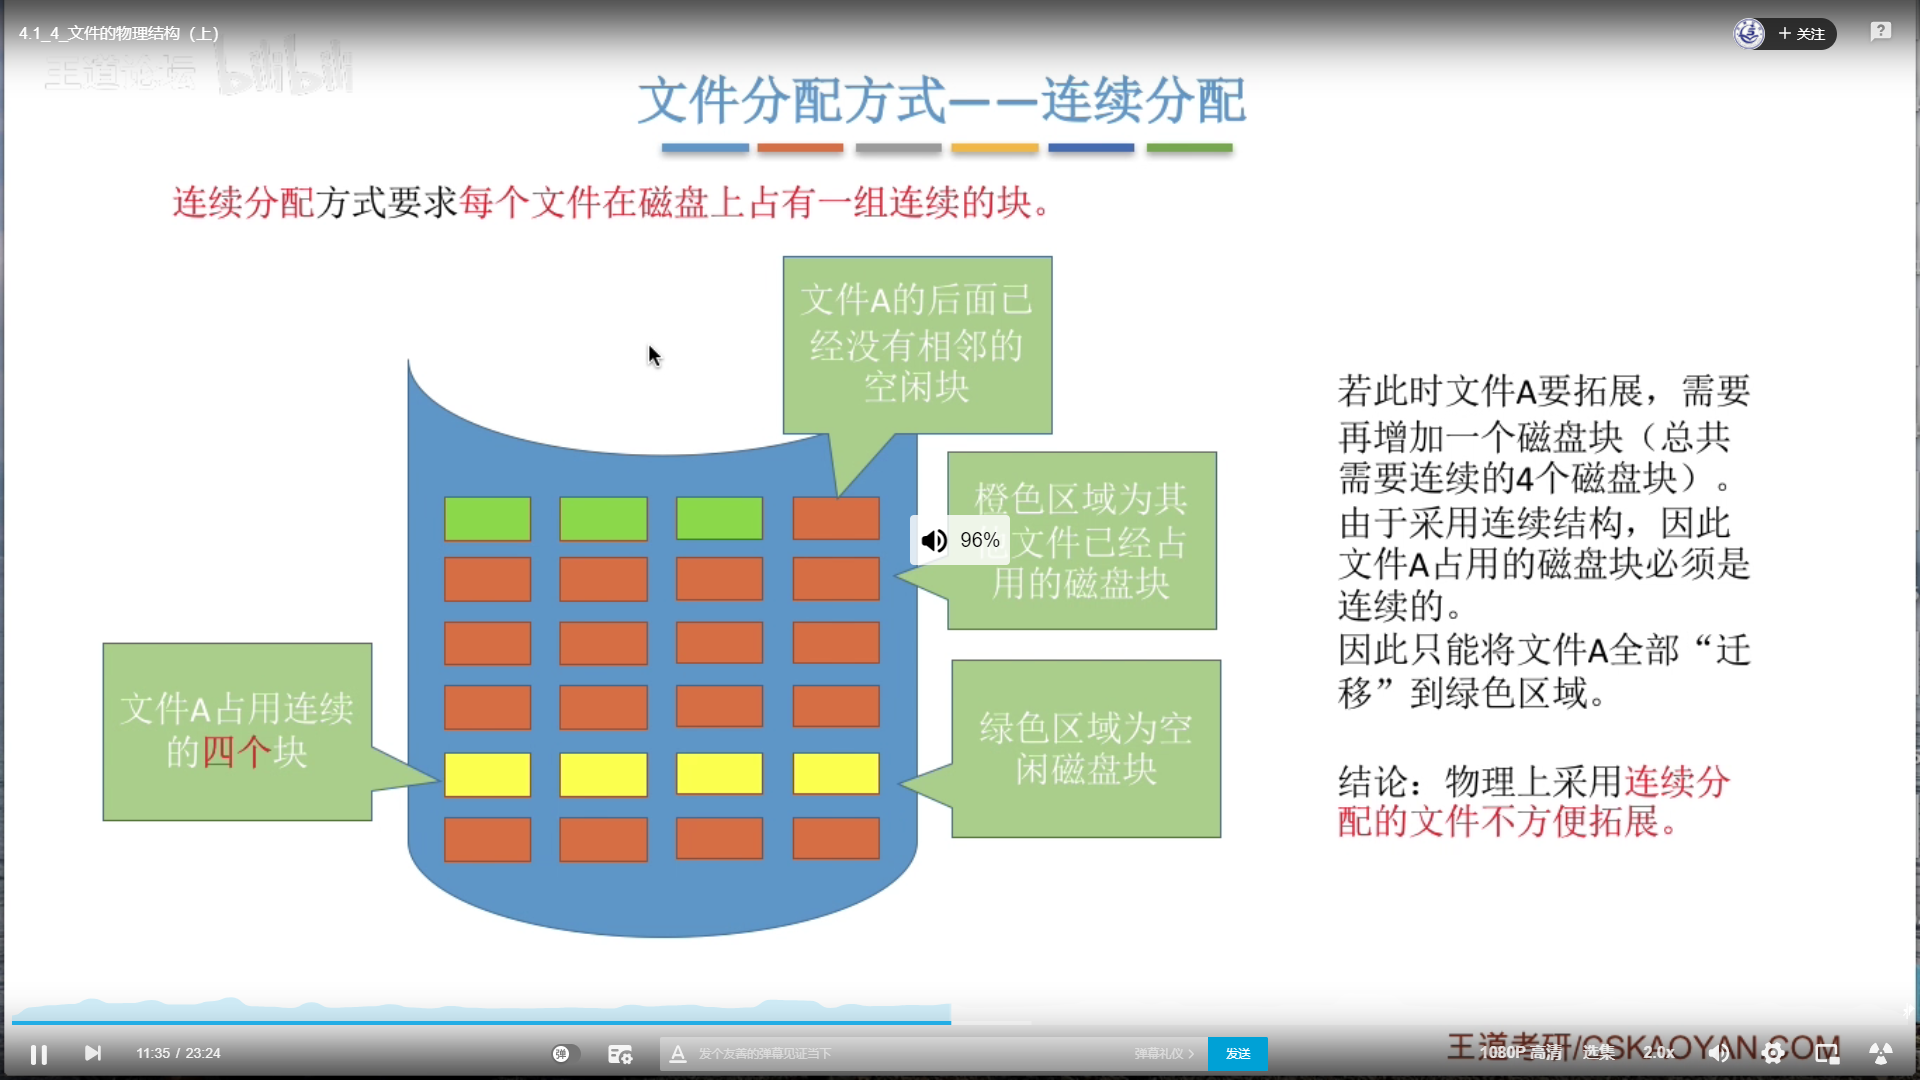 4.1_4_文件的物理结构（上）
关注
王道论坛 bilibili
文件分配方式——连续分配
连续分配方式要求每个文件在磁盘上占有一组连续的块。
文件A的后面已
经没有相邻的
空闲块
橙色区域为其
文件已经占
用的磁盘块
96%
文件A占用连续
的四个块
绿色区域为空
闲磁盘块
若此时文件A要拓展，需要
再增加一个磁盘块（总共
需要连续的4个磁盘块）。
由于采用连续结构，因此
文件A占用的磁盘块必须是
连续的。
因此只能将文件A全部“迁
移”到绿色区域。
结论：物理上采用连续分
配的文件不方便拓展。
11:35 / 23:24
弹
发个友善的弹幕见证当下
弹幕礼仪
发送
王道考研/CSKAOYAN.COM
1080P 高清
选集
2.0x